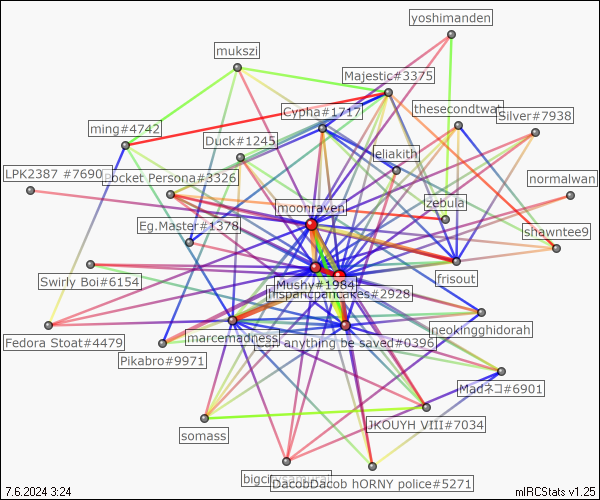 yoshimanden
mukszi
Majestic#3375
Cypha#1717
thesecondtwat
Silver#7938
ming#4742
Duck#1245
eliakith
LPK2387 #7690
Pocket Persona#3326
normalwan
moonraven
zebula
Eg.Master#1378
shawntee9
Swirly Boi#6154
frisout
Mushy#1984
hispancpancakes#2928
neokingghidorah
Fedora Stoat#4479
marcemadness
Can anything be saved#0396
Pikabro#9971
Madネコ#6901
somass
JKOUYH VIII#7034
DacobDacob hORNY police#5271
7.6.2024 3:24
mIRCStats v1.25